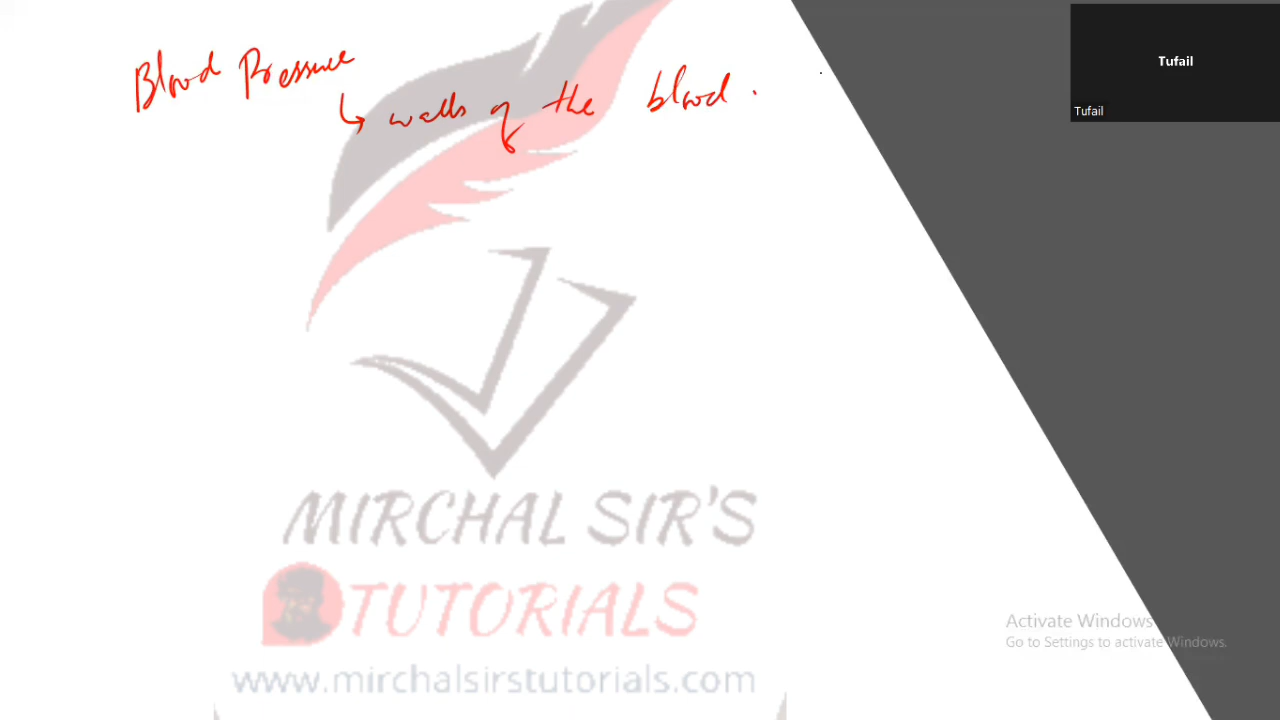 Blood Pressure
↳ walls of the blood.
Tufail
Tufail
MIRCHAL SIR'S
TUTORIALS
www.mirchalsirstutorials.com
Activate Windows
Go to Settings to activate Windows.